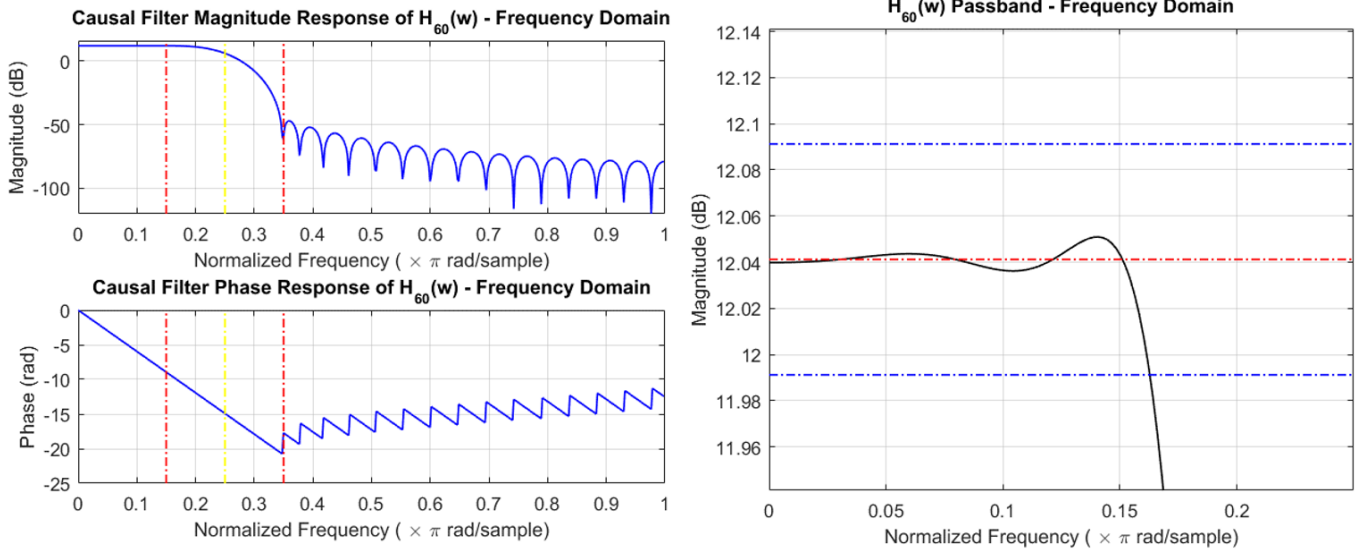 Causal Filter Magnitude Response of H60(w) - Frequency Domain
0
-50
-100
Magnitude (dB)
0 0.1 0.2 0.3 0.4 0.5 0.6 0.7 0.8 0.9 1
Normalized Frequency ( × π rad/sample)
Causal Filter Phase Response of H60(w) - Frequency Domain
0
-5
-10
-15
-20
-25
Phase (rad)
0 0.1 0.2 0.3 0.4 0.5 0.6 0.7 0.8 0.9 1
Normalized Frequency ( × π rad/sample)
H60(w) Passband - Frequency Domain
12.14
12.12
12.1
12.08
12.06
12.04
12.02
12
11.98
11.96
Magnitude (dB)
0 0.05 0.1 0.15 0.2
Normalized Frequency ( × π rad/sample)